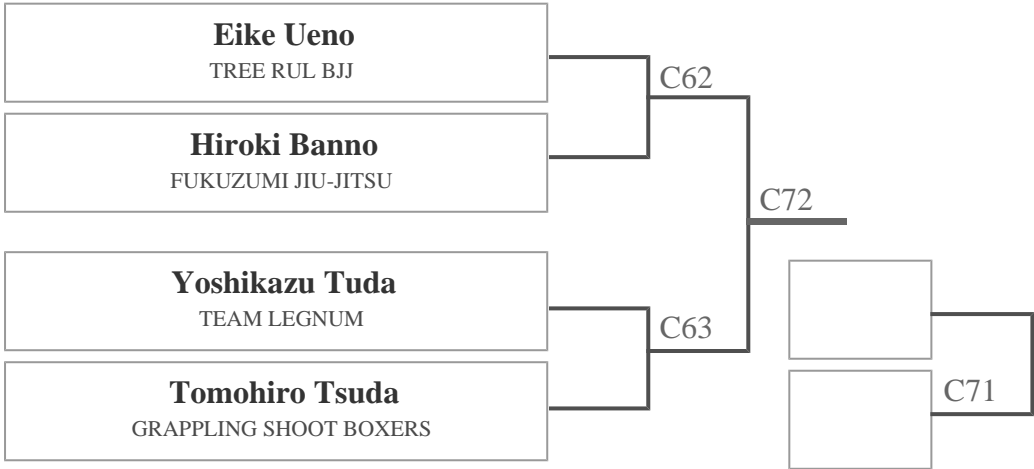 Eike Ueno
TREE RUL BJJ
C62
Hiroki Banno
FUKUZUMI JIU-JITSU
C72
Yoshikazu Tuda
TEAM LEGNUM
C63
Tomohiro Tsuda
GRAPPLING SHOOT BOXERS
C71